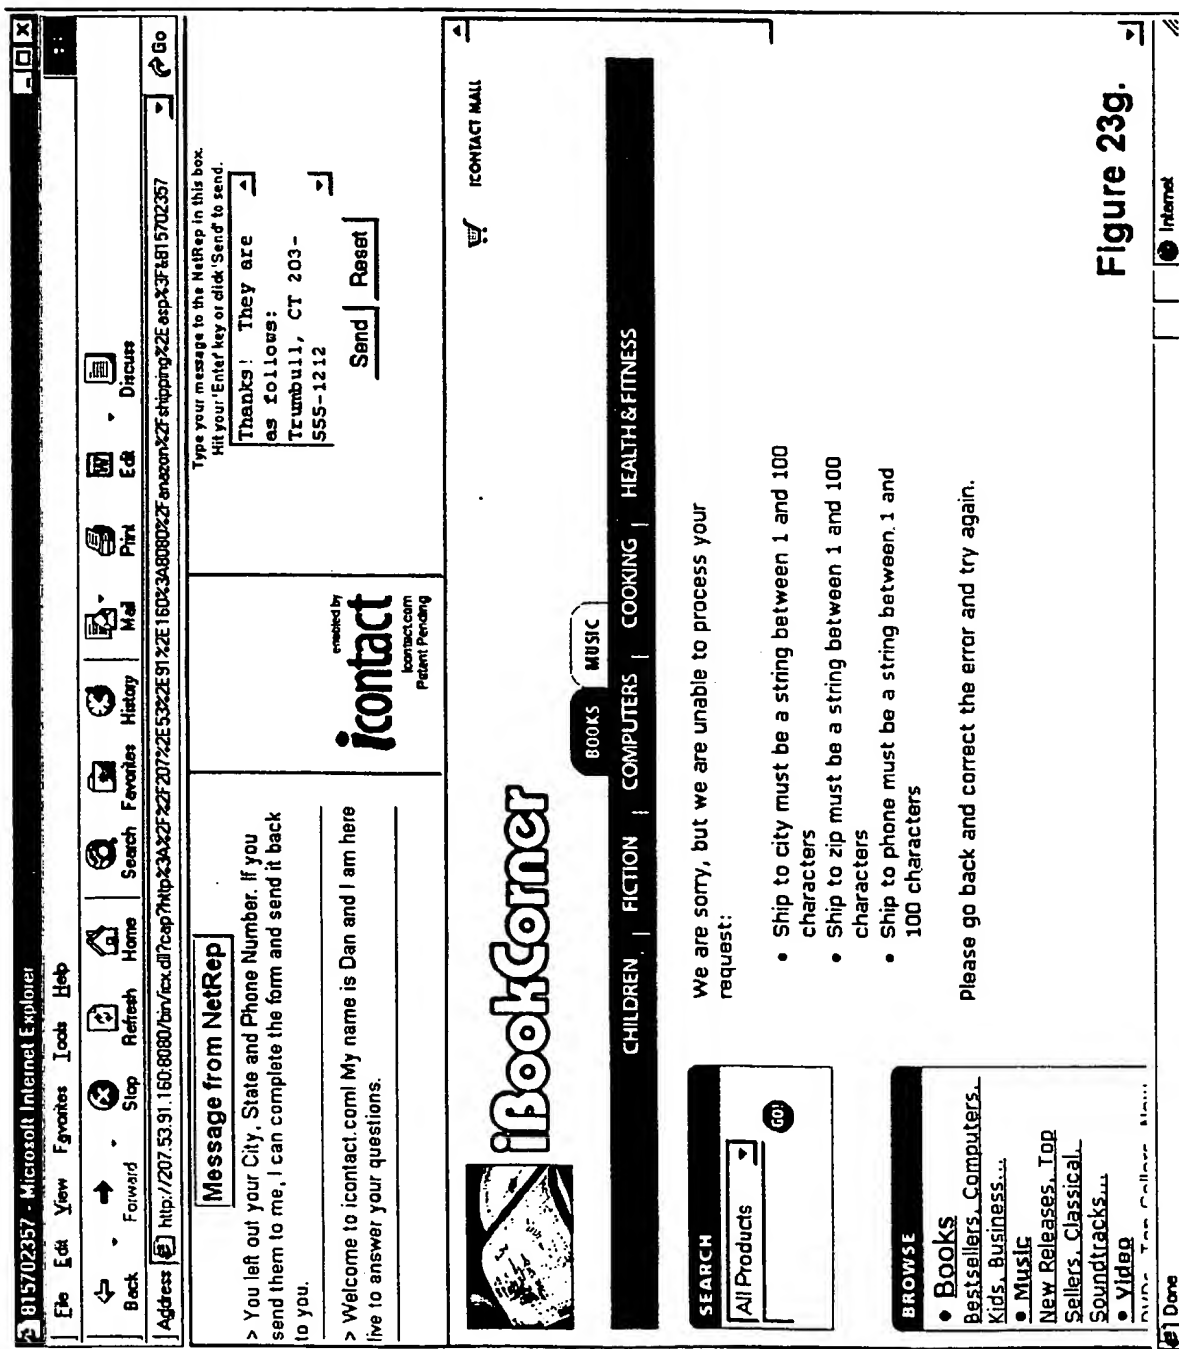 815702357 - Microsoft Internet Explorer
File Edit View Favorites Tools Help
Back Forward Stop Refresh Home Search Favorites History Mail Print Edit Discuss
Address http://207.53.91.160:8080/bin/icx.dll?cap?http%3A%2F%2F207%2E53%2E91%2E160%3A8080%2Fanazon%2Fshipping%2Easp%3F&815702357 Go
Message from NetRep
> You left out your City, State and Phone Number. If you
send them to me, I can complete the form and send it back
to you.
> Welcome to icontact.com! My name is Dan and I am here
live to answer your questions.
enabled by
icontact
icontact.com
Patent Pending
Type your message to the NetRep in this box.
Hit your 'Enter' key or click 'Send' to send.
Thanks! They are
as follows:
Trumbull, CT 203-
555-1212
Send Reset
iBookCorner
ICONTACT MALL
BOOKS MUSIC
CHILDREN | FICTION | COMPUTERS | COOKING | HEALTH & FITNESS
SEARCH
All Products
GO!
BROWSE
• Books
Bestsellers, Computers,
Kids, Business...
• Music
New Releases, Top
Sellers, Classical,
Soundtracks...
• Video
We are sorry, but we are unable to process your
request:
• Ship to city must be a string between 1 and 100
characters
• Ship to zip must be a string between 1 and 100
characters
• Ship to phone must be a string between 1 and
100 characters
Please go back and correct the error and try again.
Figure 23g.
Done Internet